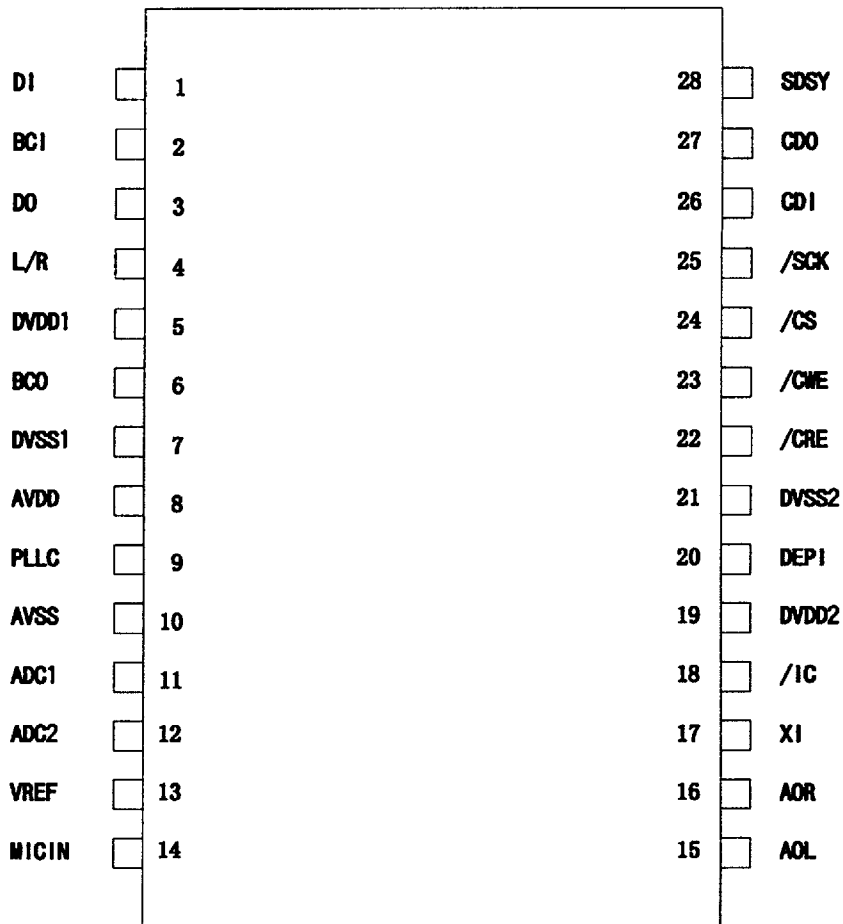 DI 1 28 SDSY
BCI 2 27 CDO
DO 3 26 CDI
L/R 4 25 /SCK
DVDD1 5 24 /CS
BCO 6 23 /CWE
DVSS1 7 22 /CRE
AVDD 8 21 DVSS2
PLLC 9 20 DEPI
AVSS 10 19 DVDD2
ADC1 11 18 /IC
ADC2 12 17 XI
VREF 13 16 AOR
MICIN 14 15 AOL